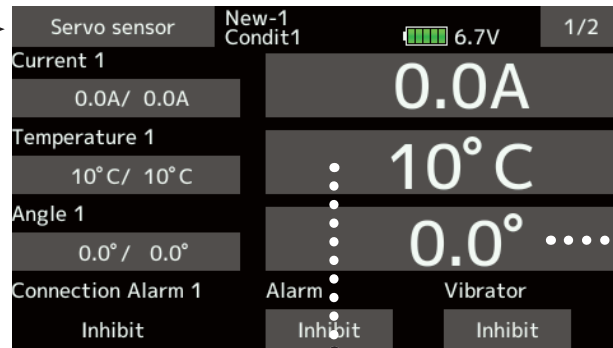 Servo sensor
New-1
Condit1
6.7V
1/2
Current 1
0.0A/ 0.0A
0.0A
Temperature 1
10°C/ 10°C
10°C
Angle 1
0.0°/ 0.0°
0.0°
Connection Alarm 1
Alarm
Vibrator
Inhibit
Inhibit
Inhibit